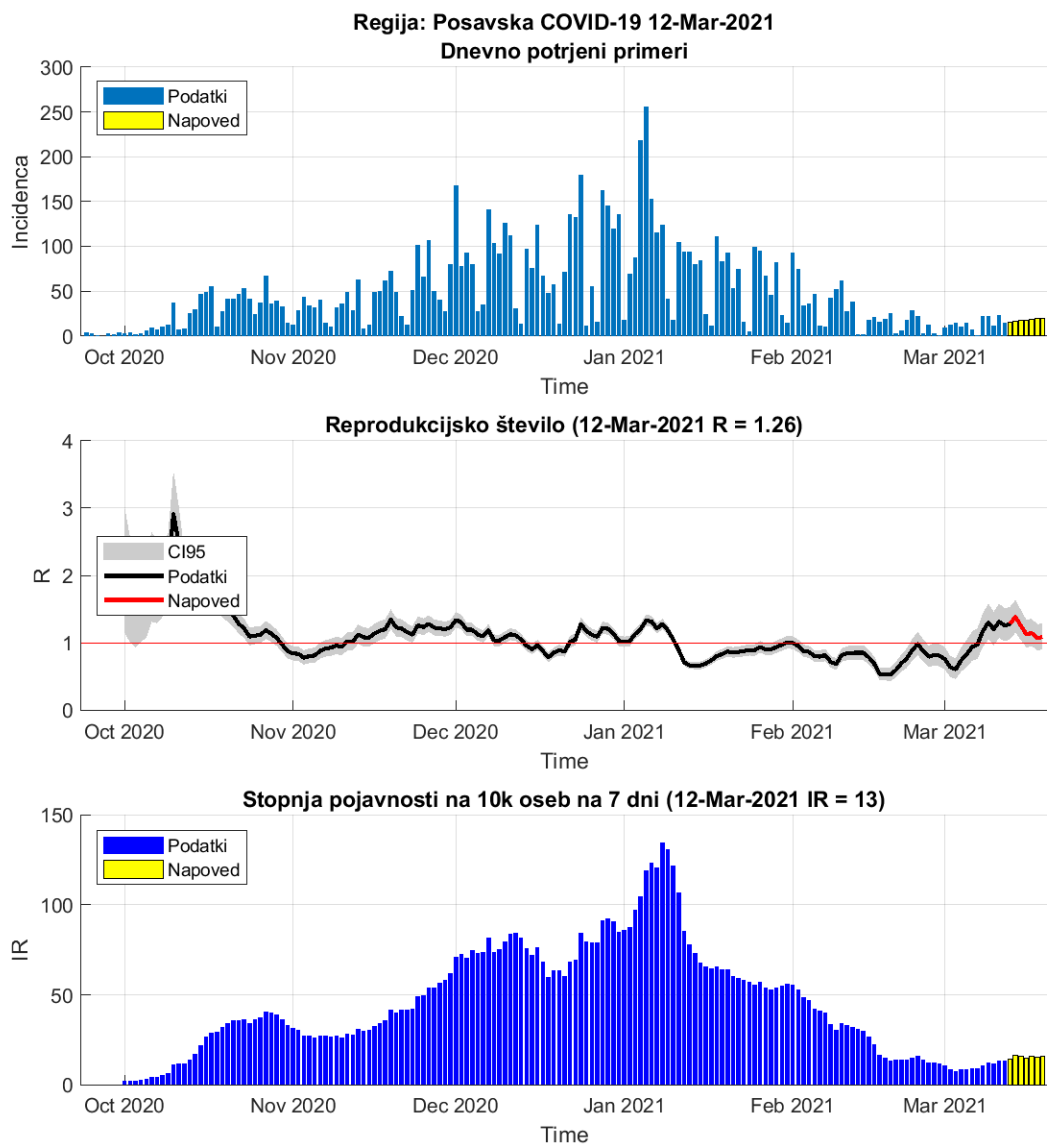 Regija: Posavska COVID-19 12-Mar-2021
Dnevno potrjeni primeri
300
250
200
150
100
50
0
Incidenca
Podatki
Napoved
Oct 2020 Nov 2020 Dec 2020 Jan 2021 Feb 2021 Mar 2021
Time
Reprodukcijsko število (12-Mar-2021 R = 1.26)
4
3
2
1
0
R
CI95
Podatki
Napoved
Oct 2020 Nov 2020 Dec 2020 Jan 2021 Feb 2021 Mar 2021
Time
Stopnja pojavnosti na 10k oseb na 7 dni (12-Mar-2021 IR = 13)
150
100
50
0
IR
Podatki
Napoved
Oct 2020 Nov 2020 Dec 2020 Jan 2021 Feb 2021 Mar 2021
Time